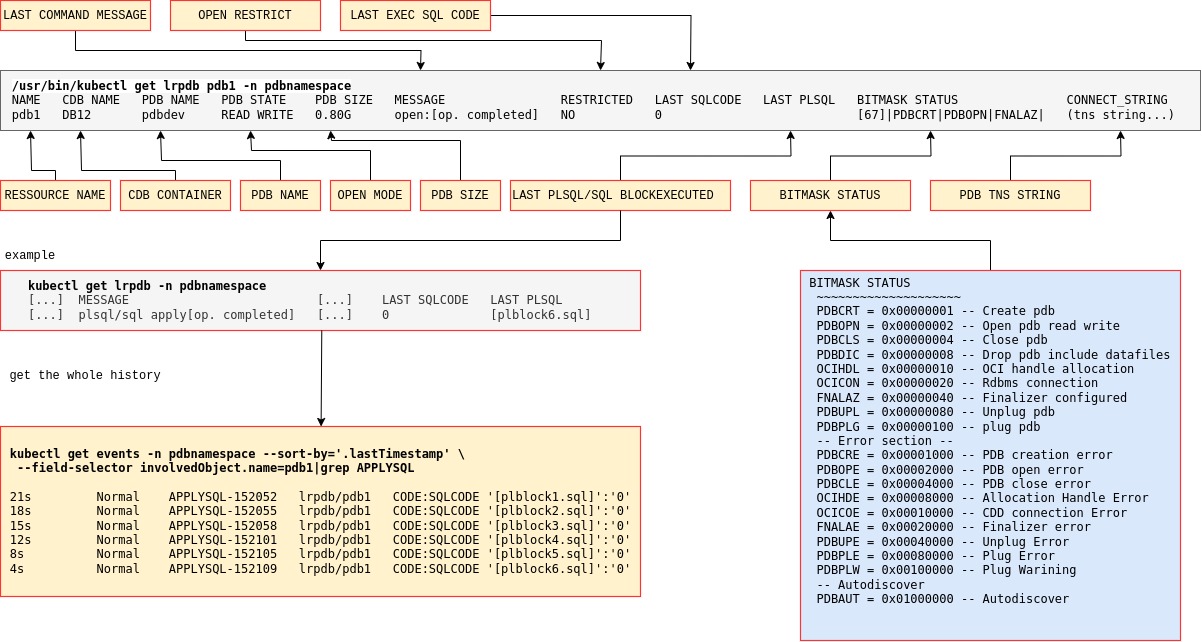 LAST COMMAND MESSAGE
OPEN RESTRICT
LAST EXEC SQL CODE
/usr/bin/kubectl get lrpdb pdb1 -n pdbnamespace
NAME CDB NAME PDB NAME PDB STATE PDB SIZE MESSAGE RESTRICTED LAST SQLCODE LAST PLSQL BITMASK STATUS CONNECT_STRING
pdb1 DB12 pdbdev READ WRITE 0.80G open:[op. completed] NO 0 [67]|PDBCRT|PDBOPN|FNALAZ| (tns string...)
RESSOURCE NAME
CDB CONTAINER
PDB NAME
OPEN MODE
PDB SIZE
LAST PLSQL/SQL BLOCKEXECUTED
BITMASK STATUS
PDB TNS STRING
example
kubectl get lrpdb -n pdbnamespace
[...] MESSAGE [...] LAST SQLCODE LAST PLSQL
[...] plsql/sql apply[op. completed] [...] 0 [plblock6.sql]
get the whole history
kubectl get events -n pdbnamespace --sort-by='.lastTimestamp' \
--field-selector involvedObject.name=pdb1|grep APPLYSQL
21s Normal APPLYSQL-152052 lrpdb/pdb1 CODE:SQLCODE '[plblock1.sql]':'0'
18s Normal APPLYSQL-152055 lrpdb/pdb1 CODE:SQLCODE '[plblock2.sql]':'0'
15s Normal APPLYSQL-152058 lrpdb/pdb1 CODE:SQLCODE '[plblock3.sql]':'0'
12s Normal APPLYSQL-152101 lrpdb/pdb1 CODE:SQLCODE '[plblock4.sql]':'0'
8s Normal APPLYSQL-152105 lrpdb/pdb1 CODE:SQLCODE '[plblock5.sql]':'0'
4s Normal APPLYSQL-152109 lrpdb/pdb1 CODE:SQLCODE '[plblock6.sql]':'0'
BITMASK STATUS
~~~~~~~~~~~~~~~~~~~~
PDBCRT = 0x00000001 -- Create pdb
PDBOPN = 0x00000002 -- Open pdb read write
PDBCLS = 0x00000004 -- Close pdb
PDBDIC = 0x00000008 -- Drop pdb include datafiles
OCIHDL = 0x00000010 -- OCI handle allocation
OCICON = 0x00000020 -- Rdbms connection
FNALAZ = 0x00000040 -- Finalizer configured
PDBUPL = 0x00000080 -- Unplug pdb
PDBPLG = 0x00000100 -- plug pdb
-- Error section --
PDBCRE = 0x00001000 -- PDB creation error
PDBOPE = 0x00002000 -- PDB open error
PDBCLE = 0x00004000 -- PDB close error
OCIHDE = 0x00008000 -- Allocation Handle Error
OCICOE = 0x00010000 -- CDD connection Error
FNALAE = 0x00020000 -- Finalizer error
PDBUPE = 0x00040000 -- Unplug Error
PDBPLE = 0x00080000 -- Plug Error
PDBPLW = 0x00100000 -- Plug Warining
-- Autodiscover
PDBAUT = 0x01000000 -- Autodiscover